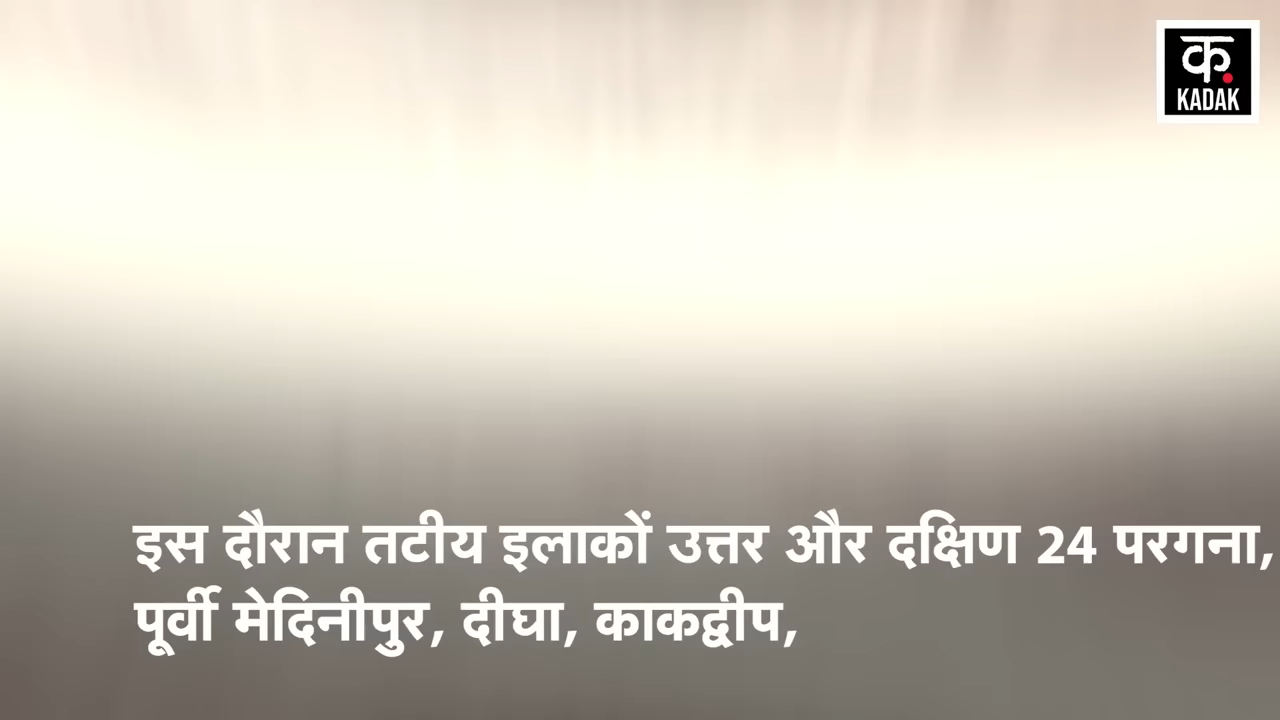 क.
KADAK
इस दौरान तटीय इलाकों उत्तर और दक्षिण 24 परगना,
पूर्वी मेदिनीपुर, दीघा, काकद्वीप,